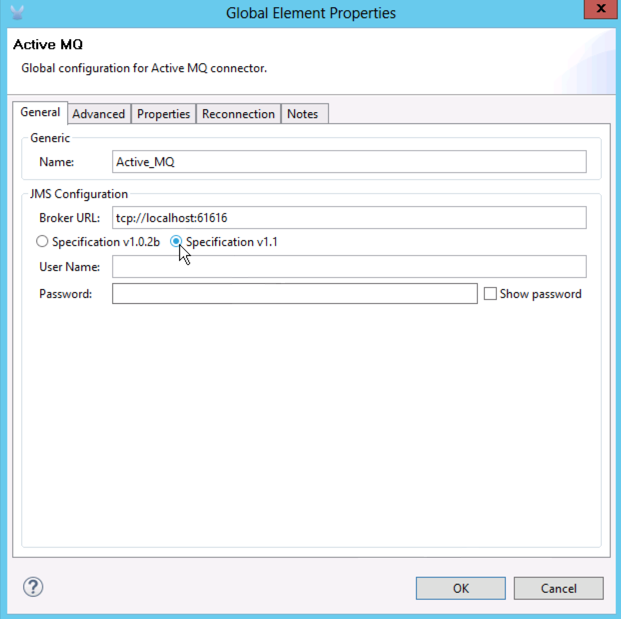 Global Element Properties
x
Active MQ
Global configuration for Active MQ connector.
General Advanced Properties Reconnection Notes
Generic
Name: Active_MQ
JMS Configuration
Broker URL: tcp://localhost:61616
Specification v1.0.2b Specification v1.1
User Name:
Password: Show password
? OK Cancel